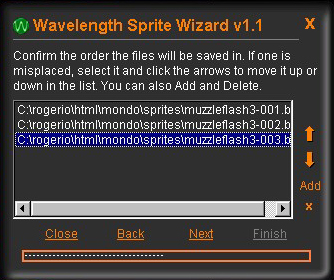 Wavelength Sprite Wizard v1.1 X
Confirm the order the files will be saved in. If one is
misplaced, select it and click the arrows to move it up or
down in the list. You can also Add and Delete.
C:\rogerio\html\mondo\sprites\muzzleflash3-001.b
C:\rogerio\html\mondo\sprites\muzzleflash3-002.b
C:\rogerio\html\mondo\sprites\muzzleflash3-003.b
Add
x
Close Back Next Finish